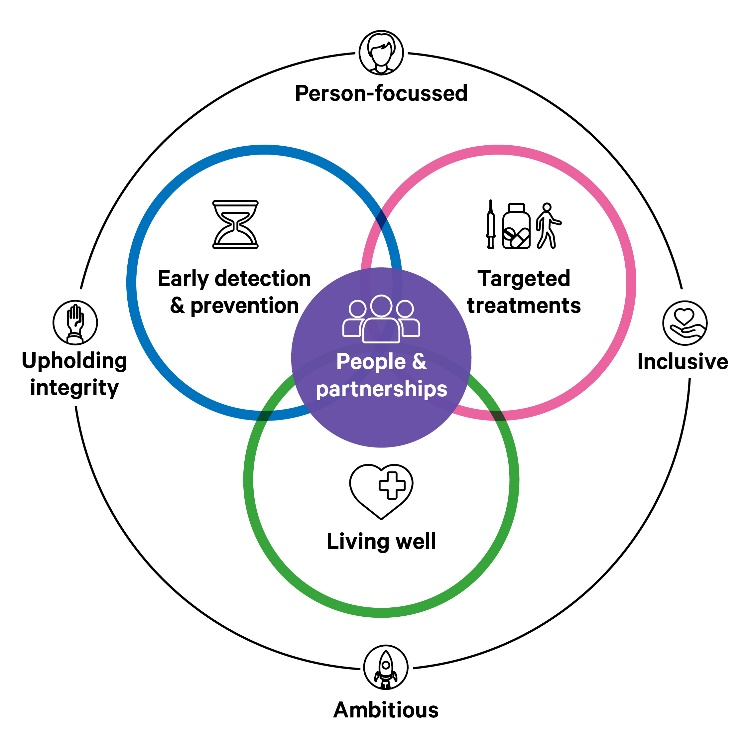 Person-focussed
Early detection
& prevention
Targeted
treatments
People &
partnerships
Upholding
integrity
Inclusive
Living well
Ambitious